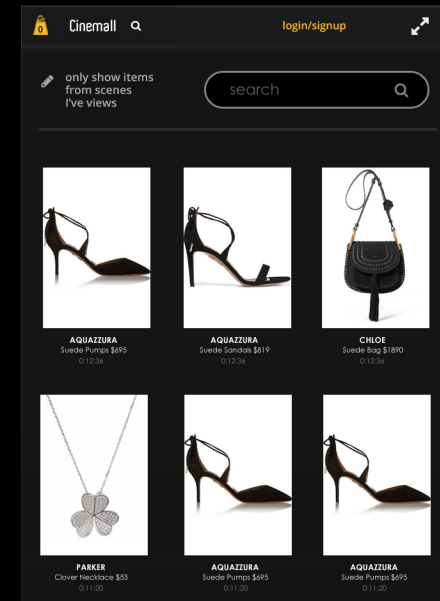 0
Cinemall
login/signup
only show items
from scenes
I've views
search
AQUAZZURA
Suede Pumps $695
0:12:36
AQUAZZURA
Suede Sandals $819
0:12:36
CHLOE
Suede Bag $1890
0:12:36
PARKER
Clover Necklace $53
0:11:20
AQUAZZURA
Suede Pumps $695
0:11:20
AQUAZZURA
Suede Pumps $695
0:11:20